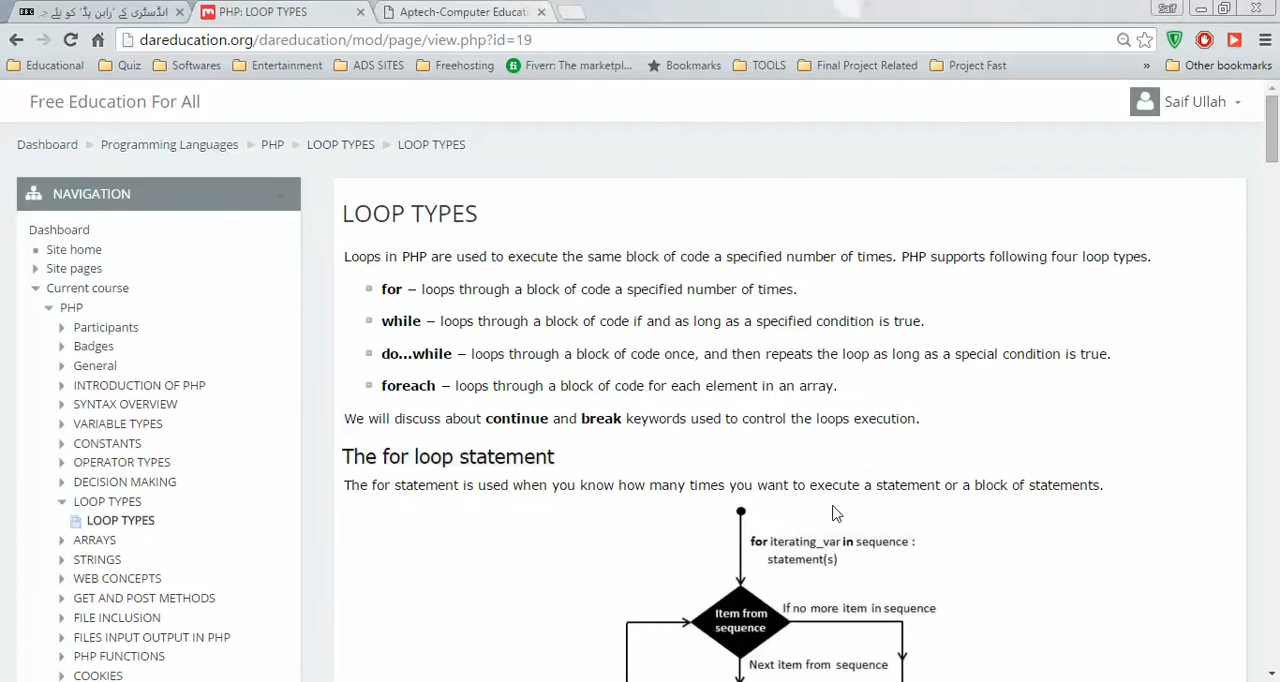 BBC انڈسٹری کے 'رابن ہڈ' کو نئے چ
PHP: LOOP TYPES
Aptech-Computer Educati
Saif
dareducation.org/dareducation/mod/page/view.php?id=19
Educational Quiz Softwares Entertainment ADS SITES Freehosting Fiverr: The marketpl... Bookmarks TOOLS Final Project Related Project Fast » Other bookmarks
Free Education For All
Saif Ullah
Dashboard Programming Languages PHP LOOP TYPES LOOP TYPES
NAVIGATION
Dashboard
Site home
Site pages
Current course
PHP
Participants
Badges
General
INTRODUCTION OF PHP
SYNTAX OVERVIEW
VARIABLE TYPES
CONSTANTS
OPERATOR TYPES
DECISION MAKING
LOOP TYPES
LOOP TYPES
ARRAYS
STRINGS
WEB CONCEPTS
GET AND POST METHODS
FILE INCLUSION
FILES INPUT OUTPUT IN PHP
PHP FUNCTIONS
COOKIES
LOOP TYPES
Loops in PHP are used to execute the same block of code a specified number of times. PHP supports following four loop types.
for − loops through a block of code a specified number of times.
while − loops through a block of code if and as long as a specified condition is true.
do...while − loops through a block of code once, and then repeats the loop as long as a special condition is true.
foreach − loops through a block of code for each element in an array.
We will discuss about continue and break keywords used to control the loops execution.
The for loop statement
The for statement is used when you know how many times you want to execute a statement or a block of statements.
for iterating_var in sequence :
statement(s)
Item from
sequence
If no more item in sequence
Next item from sequence